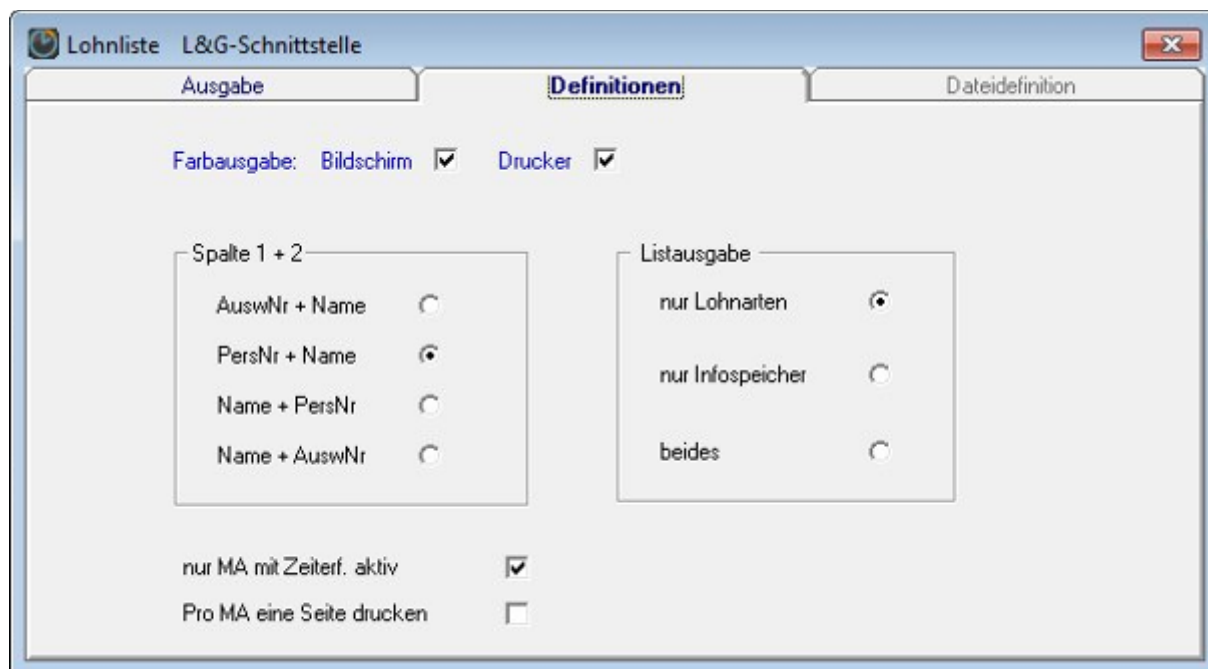 Lohnliste L&G-Schnittstelle
Ausgabe Definitionen Dateidefinition
Farbausgabe: Bildschirm Drucker
Spalte 1 + 2
AuswNr + Name
PersNr + Name
Name + PersNr
Name + AuswNr
Listausgabe
nur Lohnarten
nur Infospeicher
beides
nur MA mit Zeiterf. aktiv
Pro MA eine Seite drucken